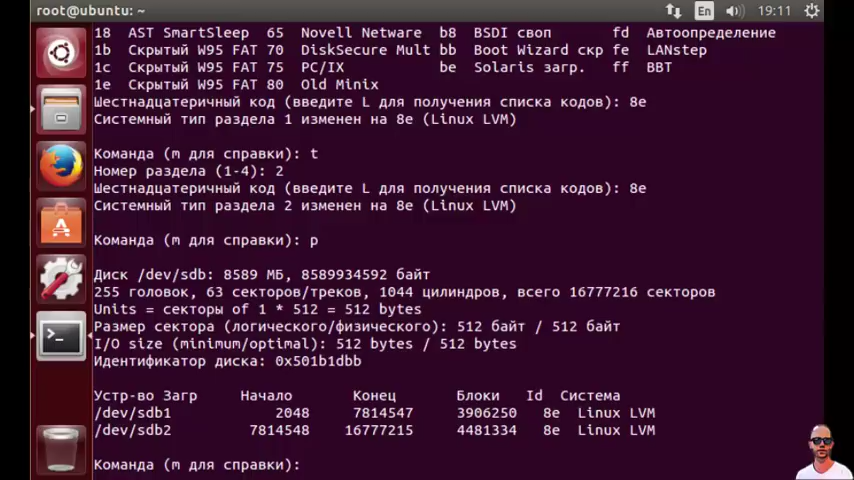 root@ubuntu: ~
En
19:11
18  AST SmartSleep  65  Novell Netware  b8  BSDI своп       fd  Автоопределение
1b  Скрытый W95 FAT 70  DiskSecure Mult bb  Boot Wizard скр fe  LANstep
1c  Скрытый W95 FAT 75  PC/IX           be  Solaris загр.   ff  BBT
1e  Скрытый W95 FAT 80  Old Minix
Шестнадцатеричный код (введите L для получения списка кодов): 8e
Системный тип раздела 1 изменен на 8e (Linux LVM)
Команда (m для справки): t
Номер раздела (1-4): 2
Шестнадцатеричный код (введите L для получения списка кодов): 8e
Системный тип раздела 2 изменен на 8e (Linux LVM)
Команда (m для справки): p
Диск /dev/sdb: 8589 МБ, 8589934592 байт
255 головок, 63 секторов/треков, 1044 цилиндров, всего 16777216 секторов
Units = секторы of 1 * 512 = 512 bytes
Размер сектора (логического/физического): 512 байт / 512 байт
I/O size (minimum/optimal): 512 bytes / 512 bytes
Идентификатор диска: 0x501b1dbb
Устр-во Загр     Начало       Конец       Блоки   Id  Система
/dev/sdb1            2048     7814547     3906250   8e  Linux LVM
/dev/sdb2         7814548    16777215     4481334   8e  Linux LVM
Команда (m для справки):